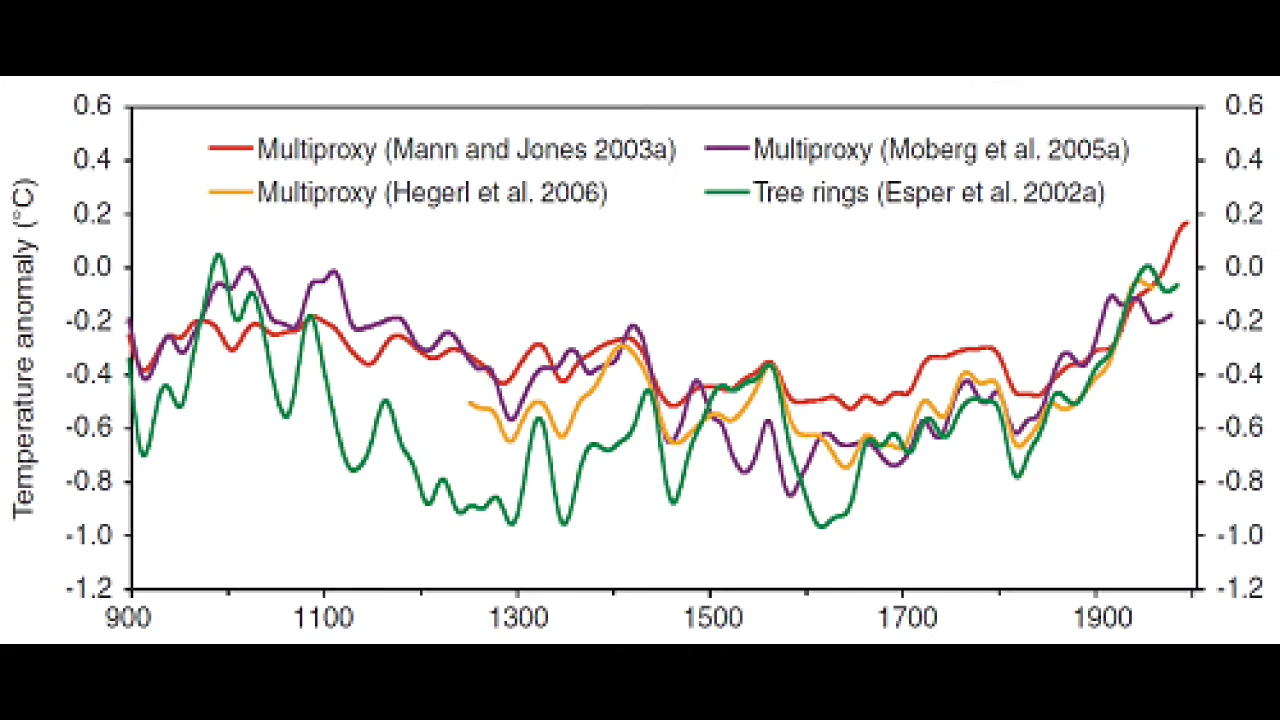 0.6 0.6
Multiproxy (Mann and Jones 2003a) Multiproxy (Moberg et al. 2005a)
0.4 0.4
Multiproxy (Hegerl et al. 2006) Tree rings (Esper et al. 2002a)
0.2 0.2
0.0 0.0
-0.2 -0.2
-0.4 -0.4
-0.6 -0.6
-0.8 -0.8
-1.0 -1.0
-1.2 -1.2
Temperature anomaly (°C)
900 1100 1300 1500 1700 1900